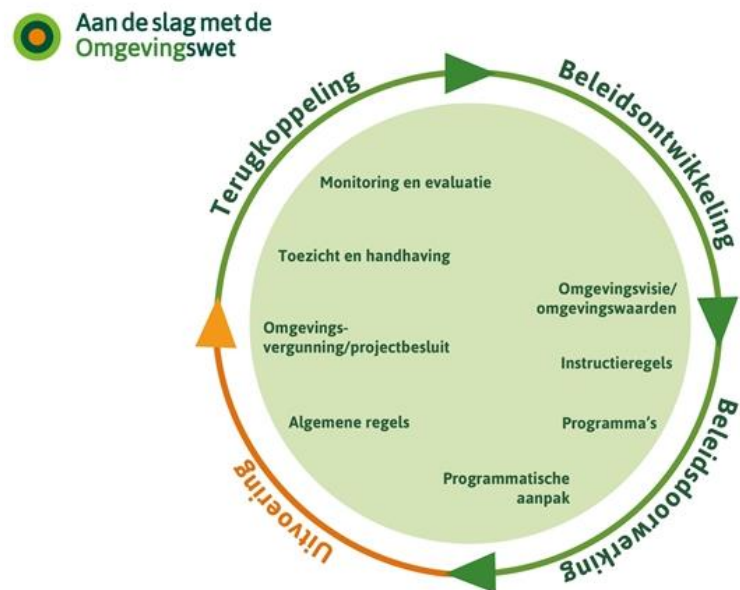 Aan de slag met de
Omgevingswet
Terugkoppeling
Beleidsontwikkeling
Monitoring en evaluatie
Toezicht en handhaving
Omgevingsvisie/
omgevingswaarden
Omgevings-
vergunning/projectbesluit
Instructieregels
Algemene regels
Programma's
Programmatische
aanpak
Uitvoering
Beleidsdoorwerking